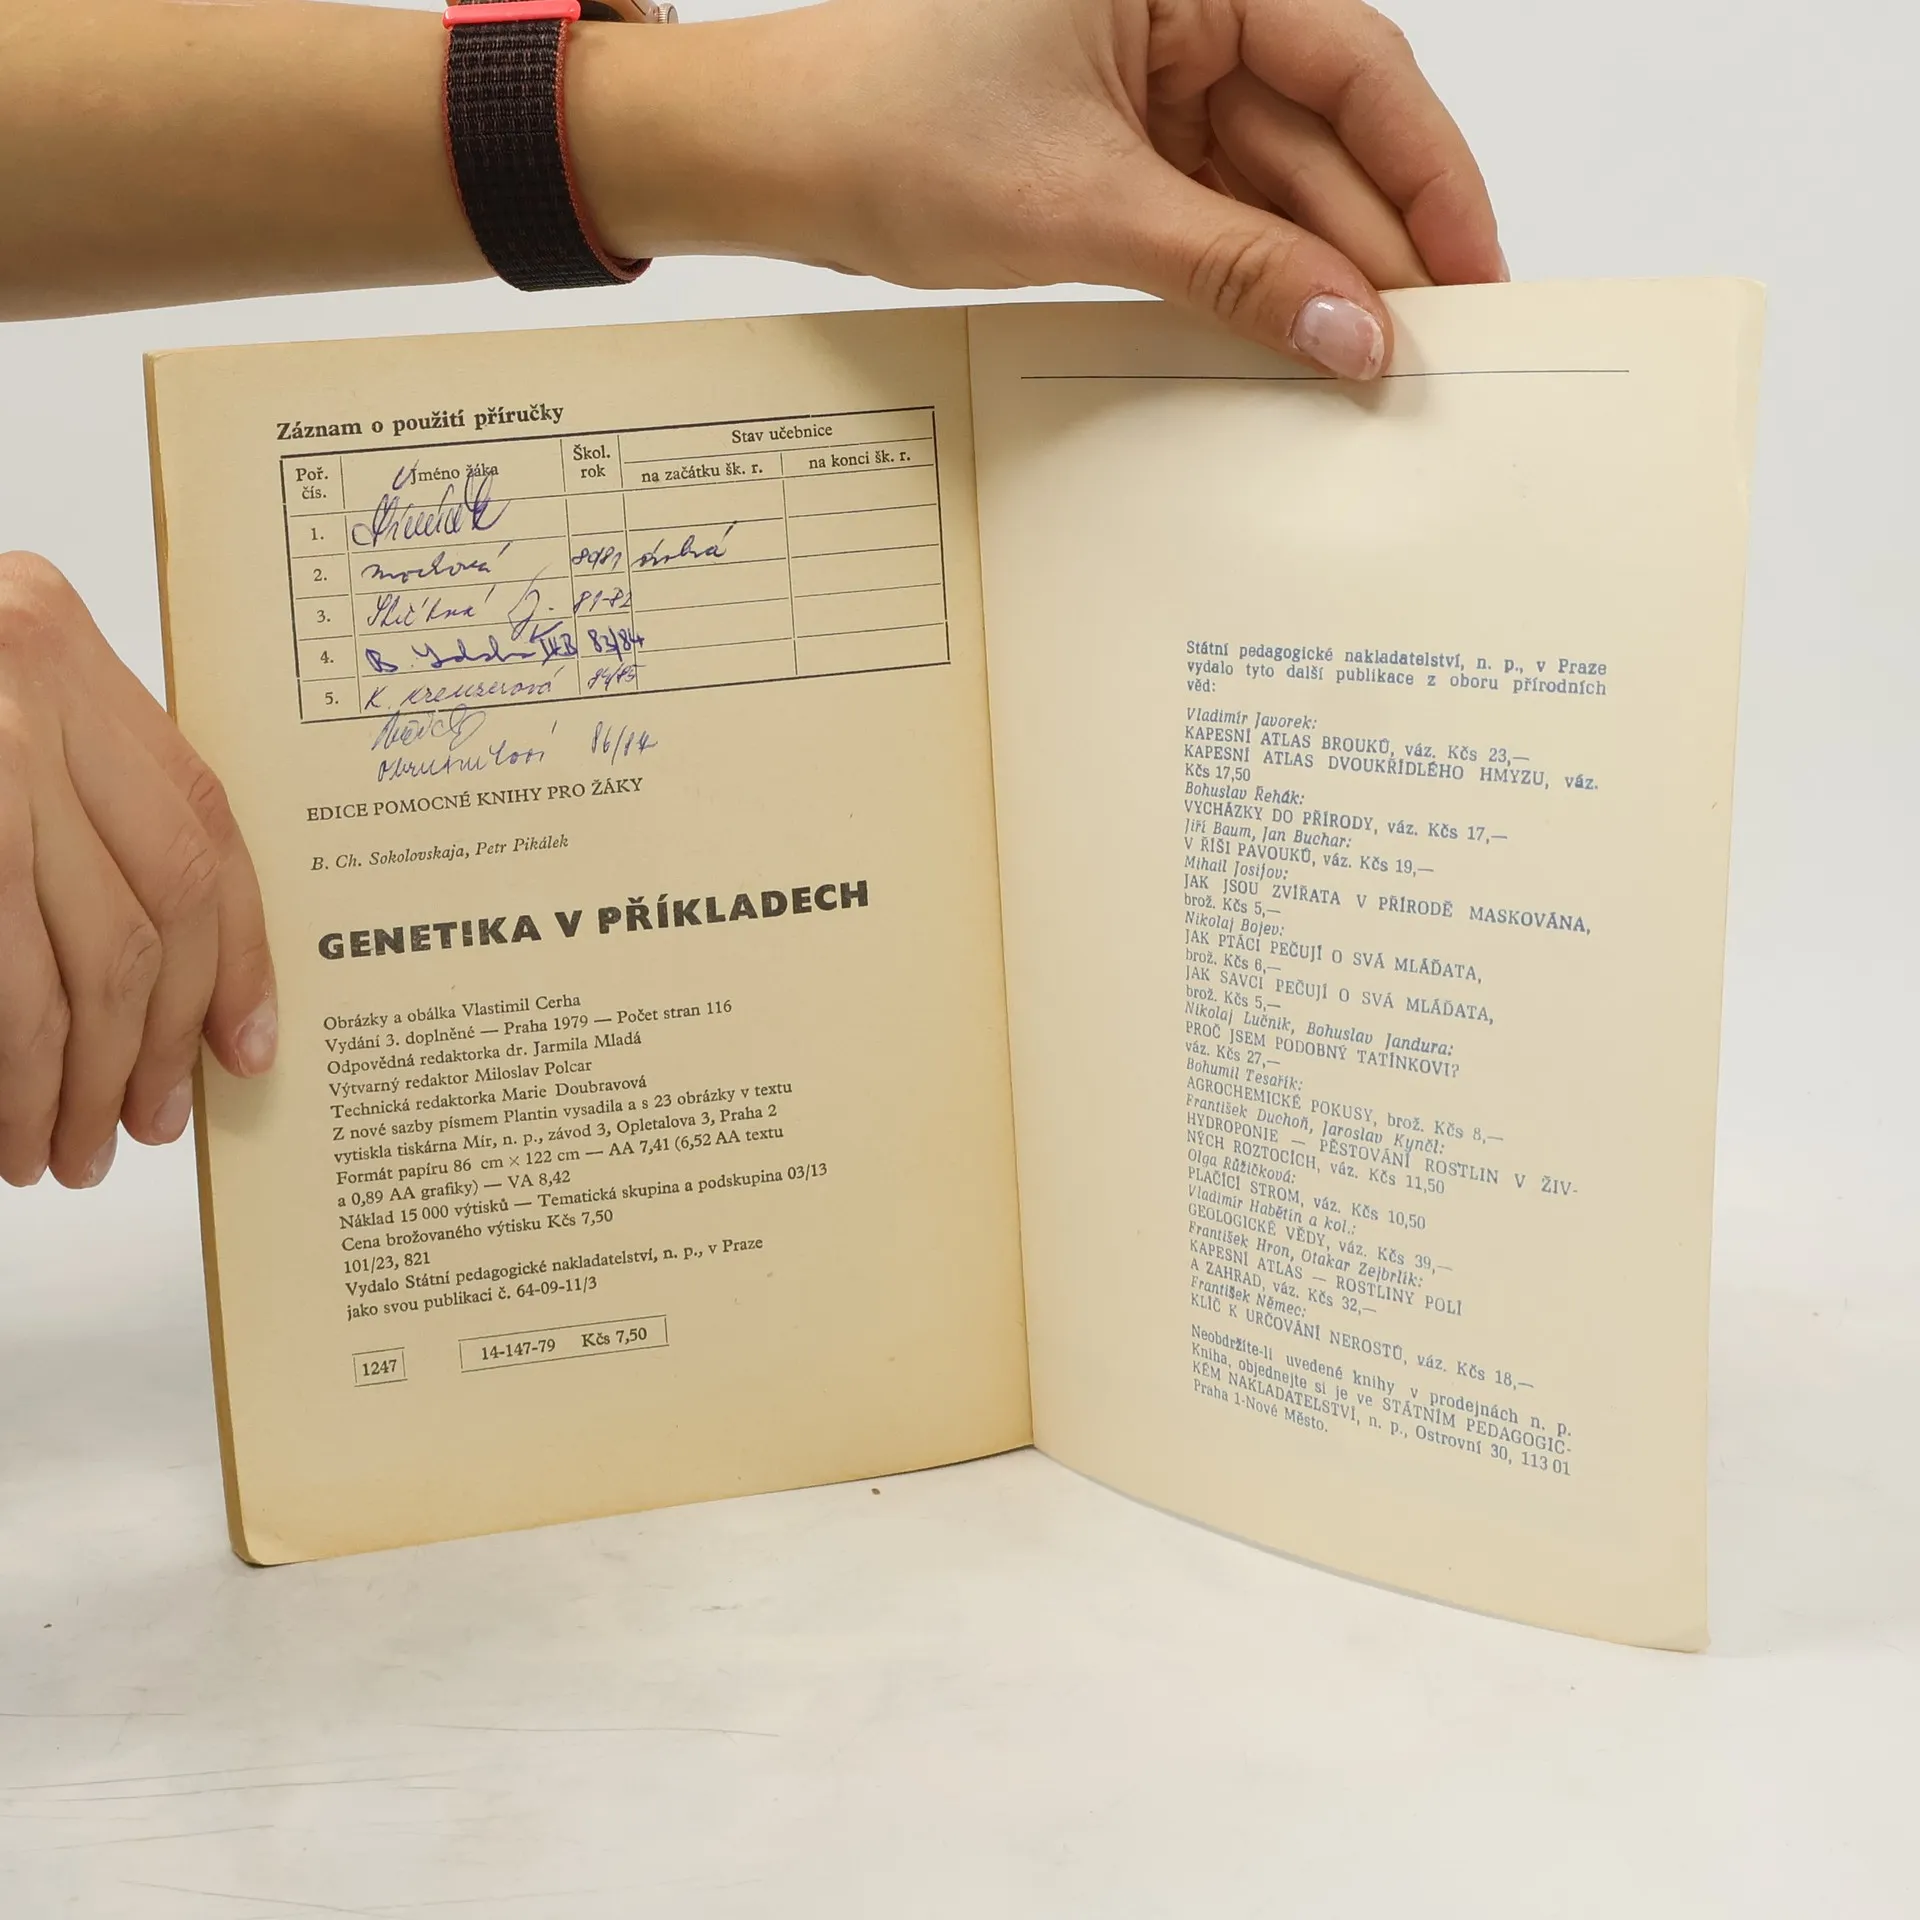 Záznam o použití příručky
Poř. čís.
Jméno žáka
Škol. rok
Stav učebnice
na začátku šk. r.
na konci šk. r.
1.
2. 80/81
3. 81-82
4. B. 83/84
5. K. Kreuzerová 84/85
86/87
EDICE POMOCNÉ KNIHY PRO ŽÁKY
B. Ch. Sokolovskaja, Petr Pikálek
GENETIKA V PŘÍKLADECH
Obrázky a obálka Vlastimil Cerha
Vydání 3. doplněné — Praha 1979 — Počet stran 116
Odpovědná redaktorka dr. Jarmila Mladá
Výtvarný redaktor Miloslav Polcar
Technická redaktorka Marie Doubravová
Z nové sazby písmem Plantin vysadila a s 23 obrázky v textu
vytiskla tiskárna Mír, n. p., závod 3, Opletalova 3, Praha 2
Formát papíru 86 cm × 122 cm — AA 7,41 (6,52 AA textu
a 0,89 AA grafiky) — VA 8,42
Náklad 15 000 výtisků — Tematická skupina a podskupina 03/13
Cena brožovaného výtisku Kčs 7,50
101/23, 821
Vydalo Státní pedagogické nakladatelství, n. p., v Praze
jako svou publikaci č. 64-09-11/3
1247
14-147-79 Kčs 7,50
Státní pedagogické nakladatelství, n. p., v Praze
vydalo tyto další publikace z oboru přírodních
věd:
Vladimír Javorek:
KAPESNÍ ATLAS BROUKŮ, váz. Kčs 23,—
KAPESNÍ ATLAS DVOUKŘÍDLÉHO HMYZU, váz.
Kčs 17,50
Bohuslav Řehák:
VYCHÁZKY DO PŘÍRODY, váz. Kčs 17,—
Jiří Baum, Jan Buchar:
V ŘÍŠI PAVOUKŮ, váz. Kčs 19,—
Mihail Josifov:
JAK JSOU ZVÍŘATA V PŘÍRODĚ MASKOVÁNA,
brož. Kčs 5,—
Nikolaj Bojev:
JAK PTÁCI PEČUJÍ O SVÁ MLÁĎATA,
brož. Kčs 6,—
JAK SAVCI PEČUJÍ O SVÁ MLÁĎATA,
brož. Kčs 5,—
Nikolaj Lučnik, Bohuslav Jandura:
PROČ JSEM PODOBNÝ TATÍNKOVI?
váz. Kčs 27,—
Bohumil Tesařík:
AGROCHEMICKÉ POKUSY, brož. Kčs 8,—
František Duchoň, Jaroslav Kynčl:
HYDROPONIE — PĚSTOVÁNÍ ROSTLIN V ŽIV-
NÝCH ROZTOCÍCH, váz. Kčs 11,50
Olga Růžičková:
PLAČÍCÍ STROM, váz. Kčs 10,50
Vladimír Habětín a kol.:
GEOLOGICKÉ VĚDY, váz. Kčs 39,—
František Hron, Otakar Zejbrlík:
KAPESNÍ ATLAS — ROSTLINY POLÍ
A ZAHRAD, váz. Kčs 32,—
František Němec:
KLÍČ K URČOVÁNÍ NEROSTŮ, váz. Kčs 18,—
Neobdržíte-li uvedené knihy v prodejnách n. p.
Kniha, objednejte si je ve STÁTNÍM PEDAGOGIC-
KÉM NAKLADATELSTVÍ, n. p., Ostrovní 30, 113 01
Praha 1-Nové Město.